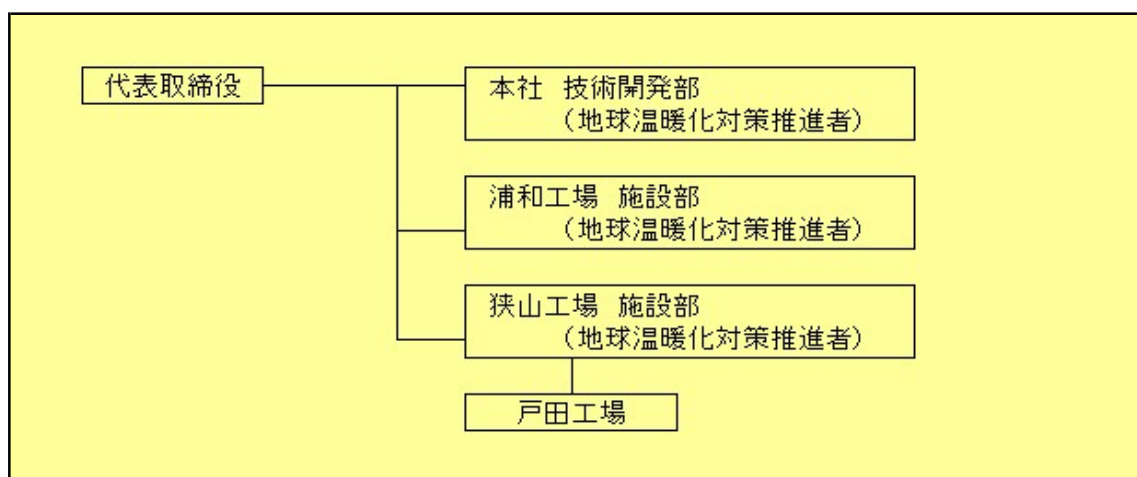 代表取締役
本社 技術開発部
（地球温暖化対策推進者）
浦和工場 施設部
（地球温暖化対策推進者）
狭山工場 施設部
（地球温暖化対策推進者）
戸田工場